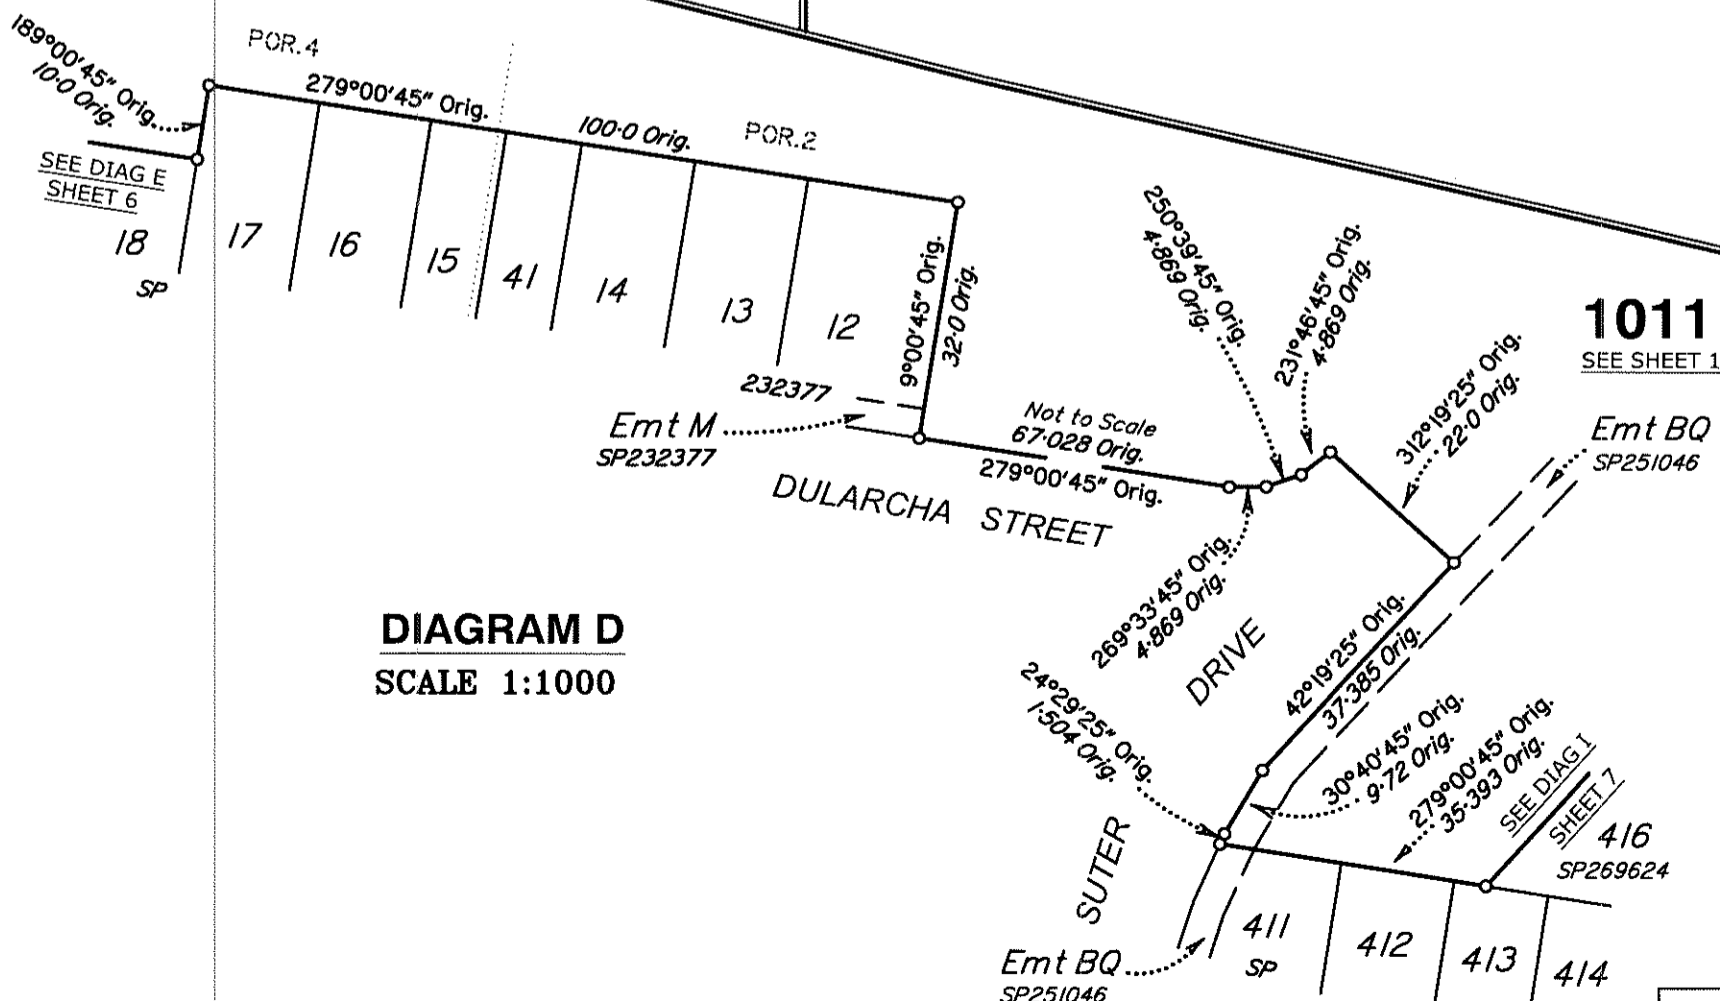 189°00'45" Orig.
10·0 Orig.
POR.4
279°00'45" Orig.
100·0 Orig.
POR.2
SEE DIAG E
SHEET 6
18
SP
17
16
15
41
14
13
12
232377
9°00'45" Orig.
32·0 Orig.
Emt M
SP232377
Not to Scale
67·028 Orig.
279°00'45" Orig.
DULARCHA STREET
250°39'45" Orig.
4·869 Orig.
231°46'45" Orig.
4·869 Orig.
312°19'25" Orig.
22·0 Orig.
1011
SEE SHEET 1
Emt BQ
SP251046
269°33'45" Orig.
4·869 Orig.
DIAGRAM D
SCALE 1:1000
SUTER DRIVE
42°19'25" Orig.
37·385 Orig.
24°29'25" Orig.
1·504 Orig.
30°40'45" Orig.
9·72 Orig.
279°00'45" Orig.
35·393 Orig.
SEE DIAG I
SHEET 7
416
SP269624
411
SP
412
413
414
Emt BQ
SP251046